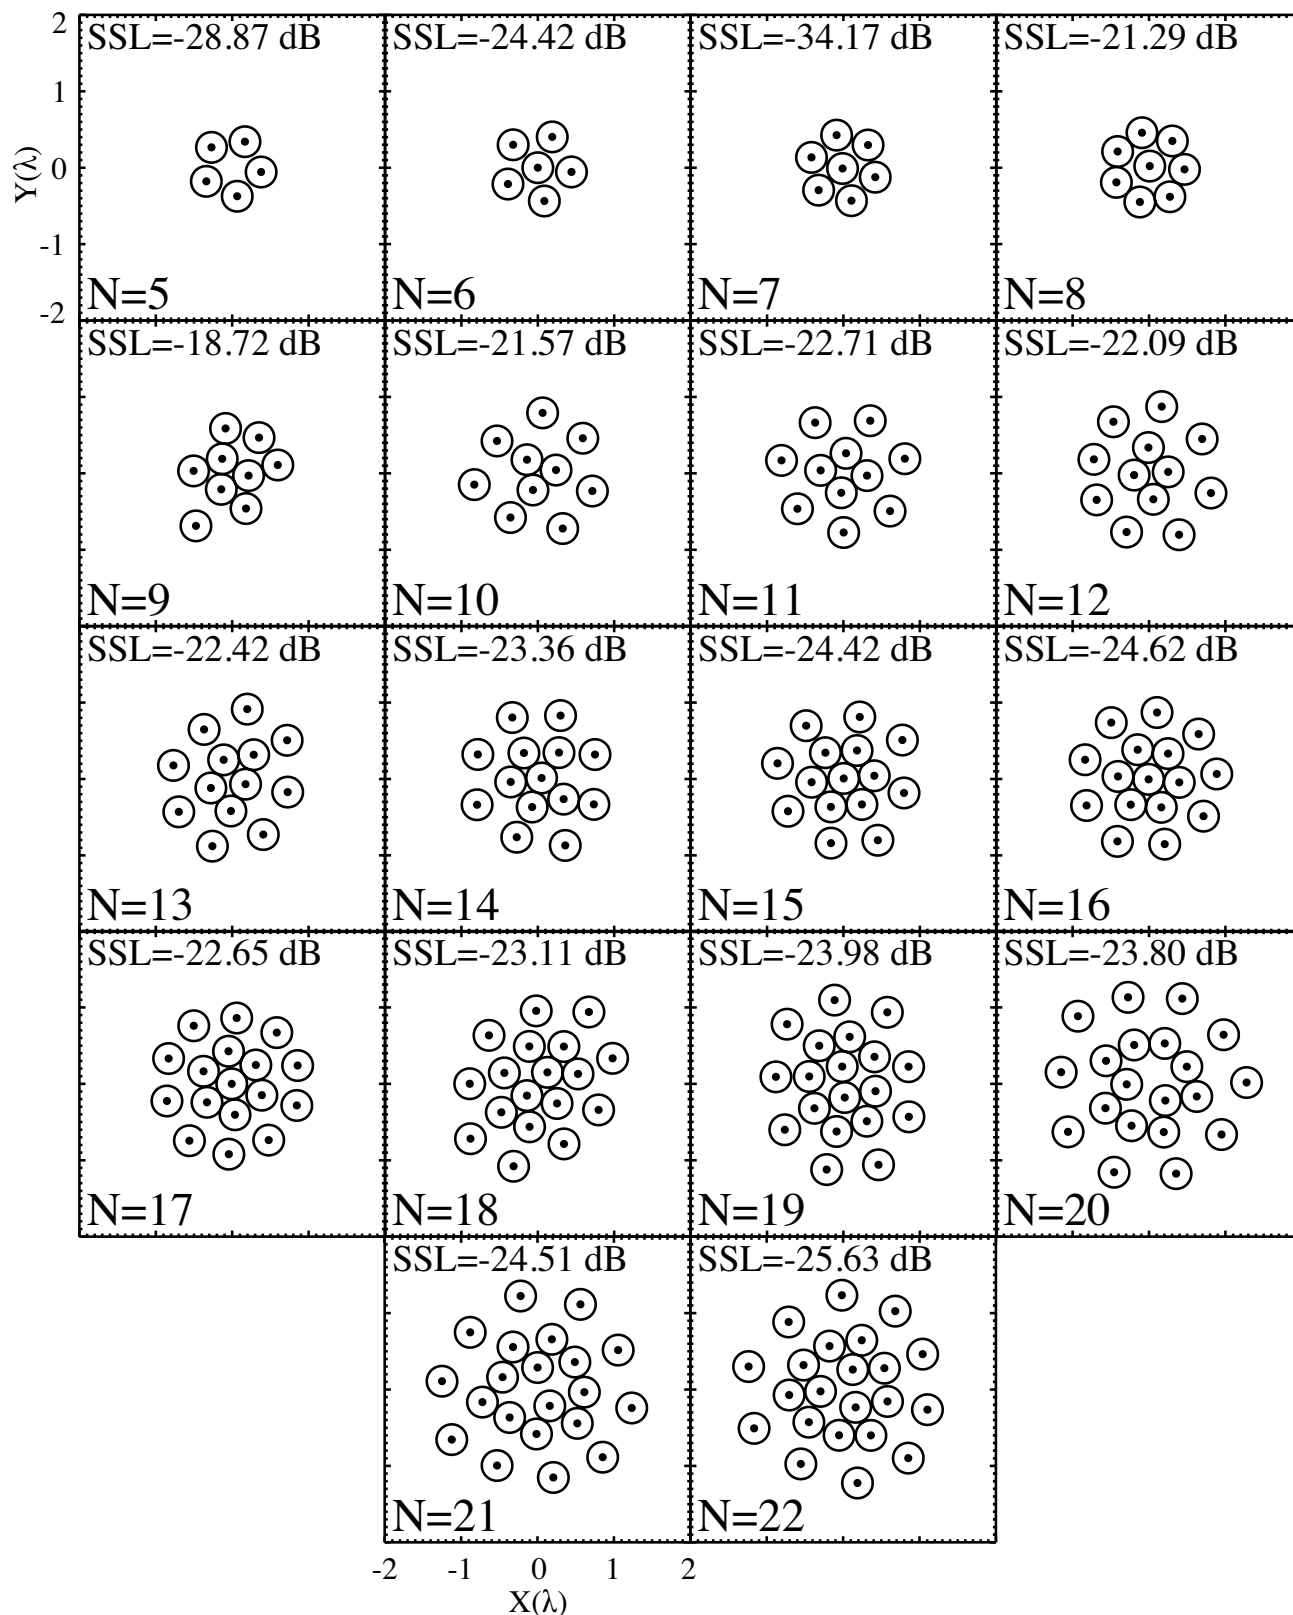 2
SSL=-28.87 dB
SSL=-24.42 dB
SSL=-34.17 dB
SSL=-21.29 dB
1
Y(λ)
0
-1
-2
N=5
N=6
N=7
N=8
SSL=-18.72 dB
SSL=-21.57 dB
SSL=-22.71 dB
SSL=-22.09 dB
N=9
N=10
N=11
N=12
SSL=-22.42 dB
SSL=-23.36 dB
SSL=-24.42 dB
SSL=-24.62 dB
N=13
N=14
N=15
N=16
SSL=-22.65 dB
SSL=-23.11 dB
SSL=-23.98 dB
SSL=-23.80 dB
N=17
N=18
N=19
N=20
SSL=-24.51 dB
SSL=-25.63 dB
N=21
N=22
-2 -1 0 1 2
X(λ)